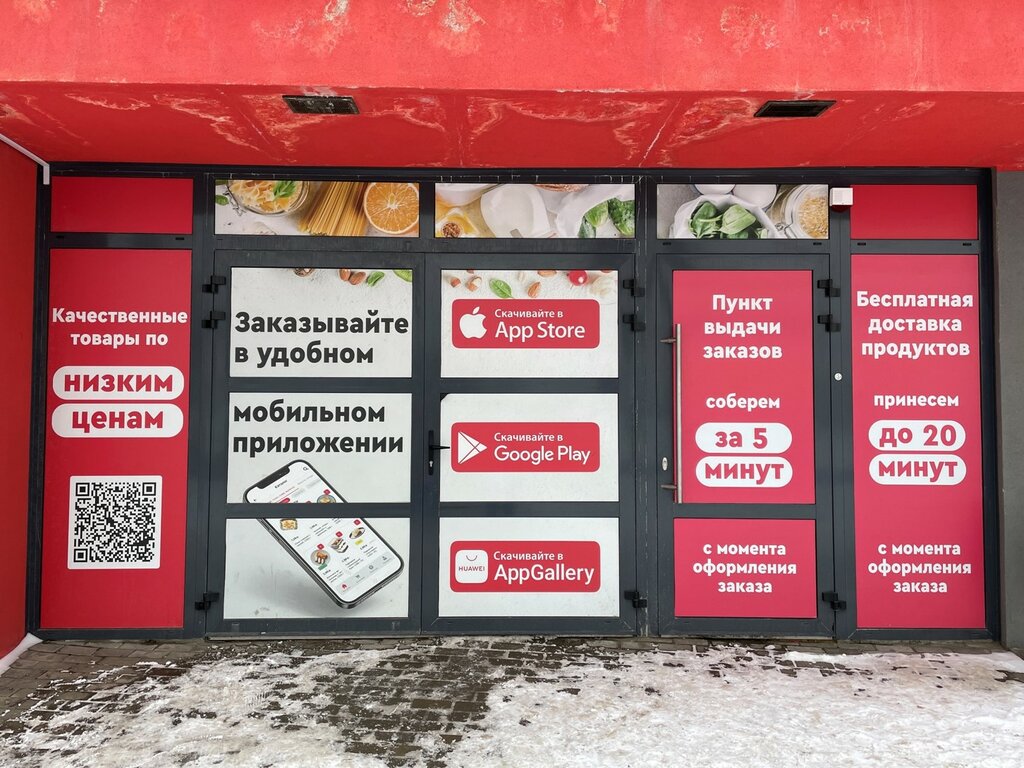 Качественные
товары по
низким
ценам
Заказывайте
в удобном
мобильном
приложении
Скачивайте в
App Store
Скачивайте в
Google Play
HUAWEI
Скачивайте в
AppGallery
Пункт
выдачи
заказов
соберем
за 5
минут
с момента
оформления
заказа
Бесплатная
доставка
продуктов
принесем
до 20
минут
с момента
оформления
заказа